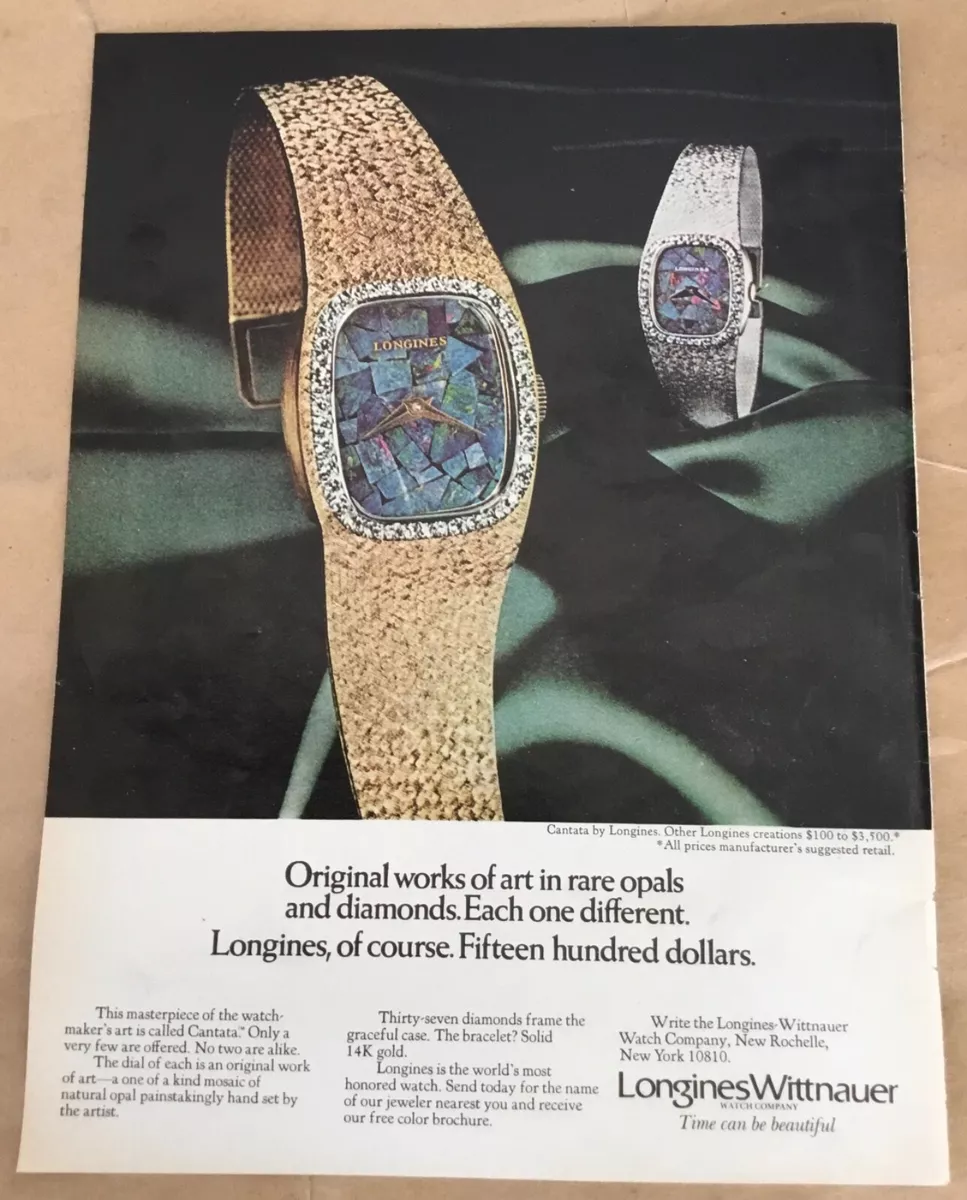 LONGINES
LONGINES
Cantata by Longines. Other Longines creations $100 to $3,500.*
*All prices manufacturer's suggested retail.
Original works of art in rare opals
and diamonds. Each one different.
Longines, of course. Fifteen hundred dollars.
This masterpiece of the watch-
maker's art is called Cantata.™ Only a
very few are offered. No two are alike.
The dial of each is an original work
of art—a one of a kind mosaic of
natural opal painstakingly hand set by
the artist.
Thirty-seven diamonds frame the
graceful case. The bracelet? Solid
14K gold.
Longines is the world's most
honored watch. Send today for the name
of our jeweler nearest you and receive
our free color brochure.
Write the Longines-Wittnauer
Watch Company, New Rochelle,
New York 10810.
LonginesWittnauer
WATCH COMPANY
Time can be beautiful